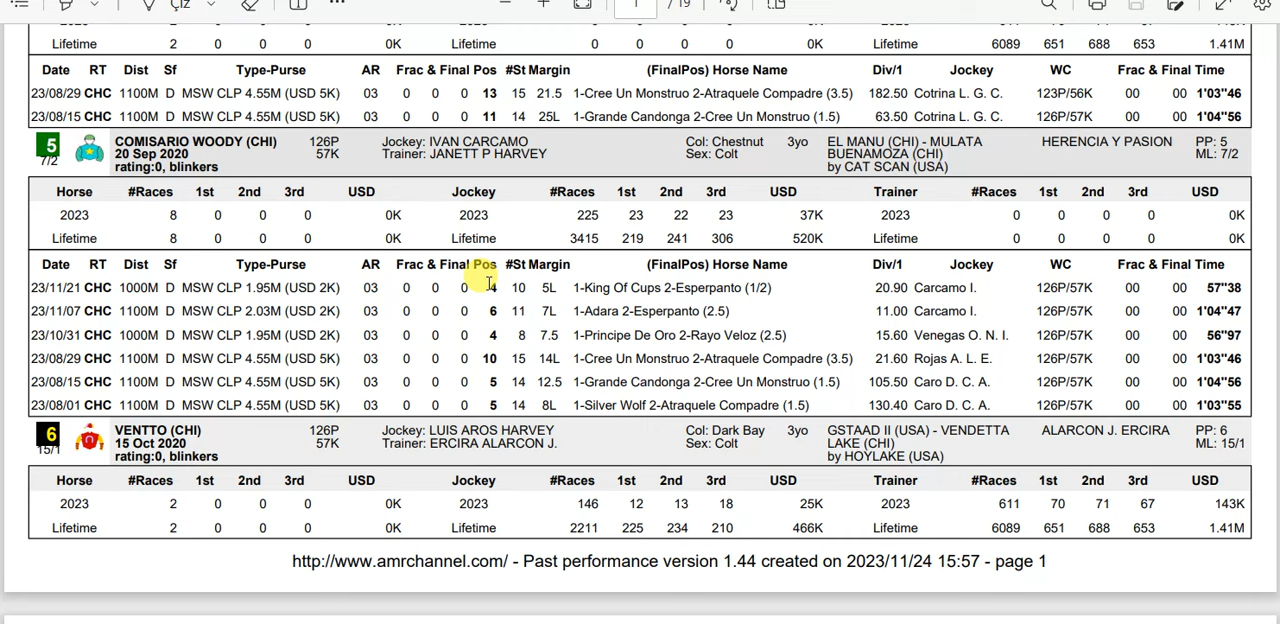 Çiz 1 / 19
Lifetime 2 0 0 0 0K Lifetime 0 0 0 0 0K Lifetime 6089 651 688 653 1.41M
Date RT Dist Sf Type-Purse AR Frac & Final Pos #St Margin (FinalPos) Horse Name Div/1 Jockey WC Frac & Final Time
23/08/29 CHC 1100M D MSW CLP 4.55M (USD 5K) 03 0 0 0 13 15 21.5 1-Cree Un Monstruo 2-Atraquele Compadre (3.5) 182.50 Cotrina L. G. C. 123P/56K 00 00 1'03"46
23/08/15 CHC 1100M D MSW CLP 4.55M (USD 5K) 03 0 0 0 11 14 25L 1-Grande Candonga 2-Cree Un Monstruo (1.5) 63.50 Cotrina L. G. C. 126P/57K 00 00 1'04"56
5 COMISARIO WOODY (CHI) 126P Jockey: IVAN CARCAMO Col: Chestnut 3yo EL MANU (CHI) - MULATA HERENCIA Y PASION PP: 5
7/2 20 Sep 2020 57K Trainer: JANETT P HARVEY Sex: Colt BUENAMOZA (CHI) ML: 7/2
rating:0, blinkers by CAT SCAN (USA)
Horse #Races 1st 2nd 3rd USD Jockey #Races 1st 2nd 3rd USD Trainer #Races 1st 2nd 3rd USD
2023 8 0 0 0 0K 2023 225 23 22 23 37K 2023 0 0 0 0 0K
Lifetime 8 0 0 0 0K Lifetime 3415 219 241 306 520K Lifetime 0 0 0 0 0K
Date RT Dist Sf Type-Purse AR Frac & Final Pos #St Margin (FinalPos) Horse Name Div/1 Jockey WC Frac & Final Time
23/11/21 CHC 1000M D MSW CLP 1.95M (USD 2K) 03 0 0 0 4 10 5L 1-King Of Cups 2-Esperpanto (1/2) 20.90 Carcamo I. 126P/57K 00 00 57"38
23/11/07 CHC 1100M D MSW CLP 2.03M (USD 2K) 03 0 0 0 6 11 7L 1-Adara 2-Esperpanto (2.5) 11.00 Carcamo I. 126P/57K 00 00 1'04"47
23/10/31 CHC 1000M D MSW CLP 1.95M (USD 2K) 03 0 0 0 4 8 7.5 1-Principe De Oro 2-Rayo Veloz (2.5) 15.60 Venegas O. N. I. 126P/57K 00 00 56"97
23/08/29 CHC 1100M D MSW CLP 4.55M (USD 5K) 03 0 0 0 10 15 14L 1-Cree Un Monstruo 2-Atraquele Compadre (3.5) 21.60 Rojas A. L. E. 126P/57K 00 00 1'03"46
23/08/15 CHC 1100M D MSW CLP 4.55M (USD 5K) 03 0 0 0 5 14 12.5 1-Grande Candonga 2-Cree Un Monstruo (1.5) 105.50 Caro D. C. A. 126P/57K 00 00 1'04"56
23/08/01 CHC 1100M D MSW CLP 4.55M (USD 5K) 03 0 0 0 5 14 8L 1-Silver Wolf 2-Atraquele Compadre (1.5) 130.40 Caro D. C. A. 126P/57K 00 00 1'03"55
6 VENTTO (CHI) 126P Jockey: LUIS AROS HARVEY Col: Dark Bay 3yo GSTAAD II (USA) - VENDETTA ALARCON J. ERCIRA PP: 6
15/1 15 Oct 2020 57K Trainer: ERCIRA ALARCON J. Sex: Colt LAKE (CHI) ML: 15/1
rating:0, blinkers by HOYLAKE (USA)
Horse #Races 1st 2nd 3rd USD Jockey #Races 1st 2nd 3rd USD Trainer #Races 1st 2nd 3rd USD
2023 2 0 0 0 0K 2023 146 12 13 18 25K 2023 611 70 71 67 143K
Lifetime 2 0 0 0 0K Lifetime 2211 225 234 210 466K Lifetime 6089 651 688 653 1.41M
http://www.amrchannel.com/ - Past performance version 1.44 created on 2023/11/24 15:57 - page 1